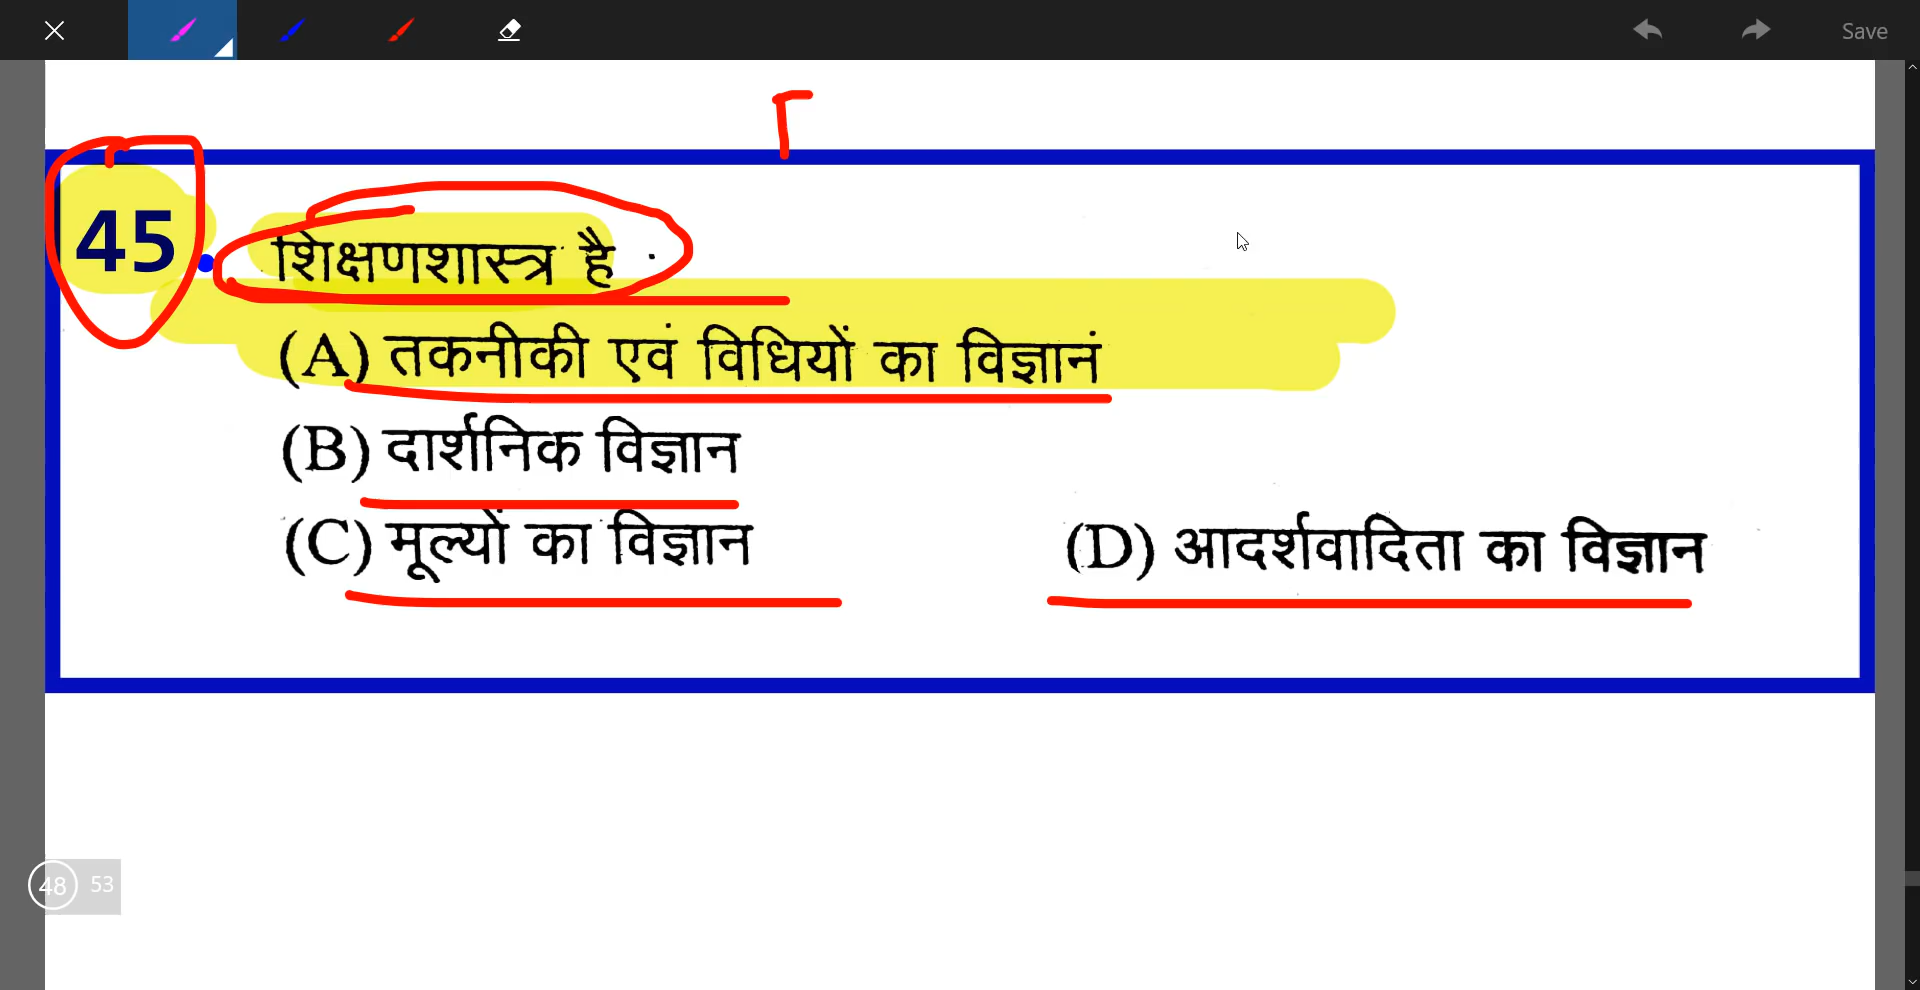 Save
45.
शिक्षणशास्त्र है
(A) तकनीकी एवं विधियों का विज्ञान
(B) दार्शनिक विज्ञान
(C) मूल्यों का विज्ञान (D) आदर्शवादिता का विज्ञान
48 53